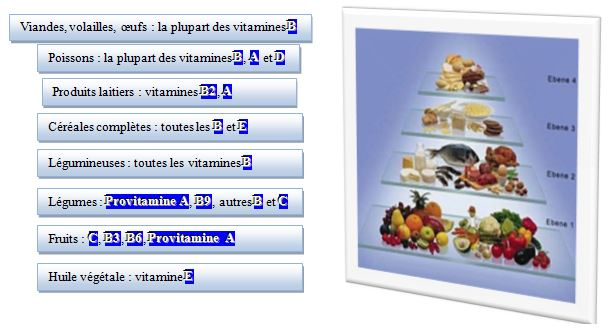 Viandes, volailles, œufs : la plupart des vitamines B
Poissons : la plupart des vitamines B, A et D
Produits laitiers : vitamines B2, A
Céréales complètes : toutes les B et E
Légumineuses : toutes les vitamines B
Légumes : Provitamine A, B9, autres B et C
Fruits : C, B3, B6, Provitamine A
Huile végétale : vitamine E
Ebene 4
Ebene 3
Ebene 2
Ebene 1